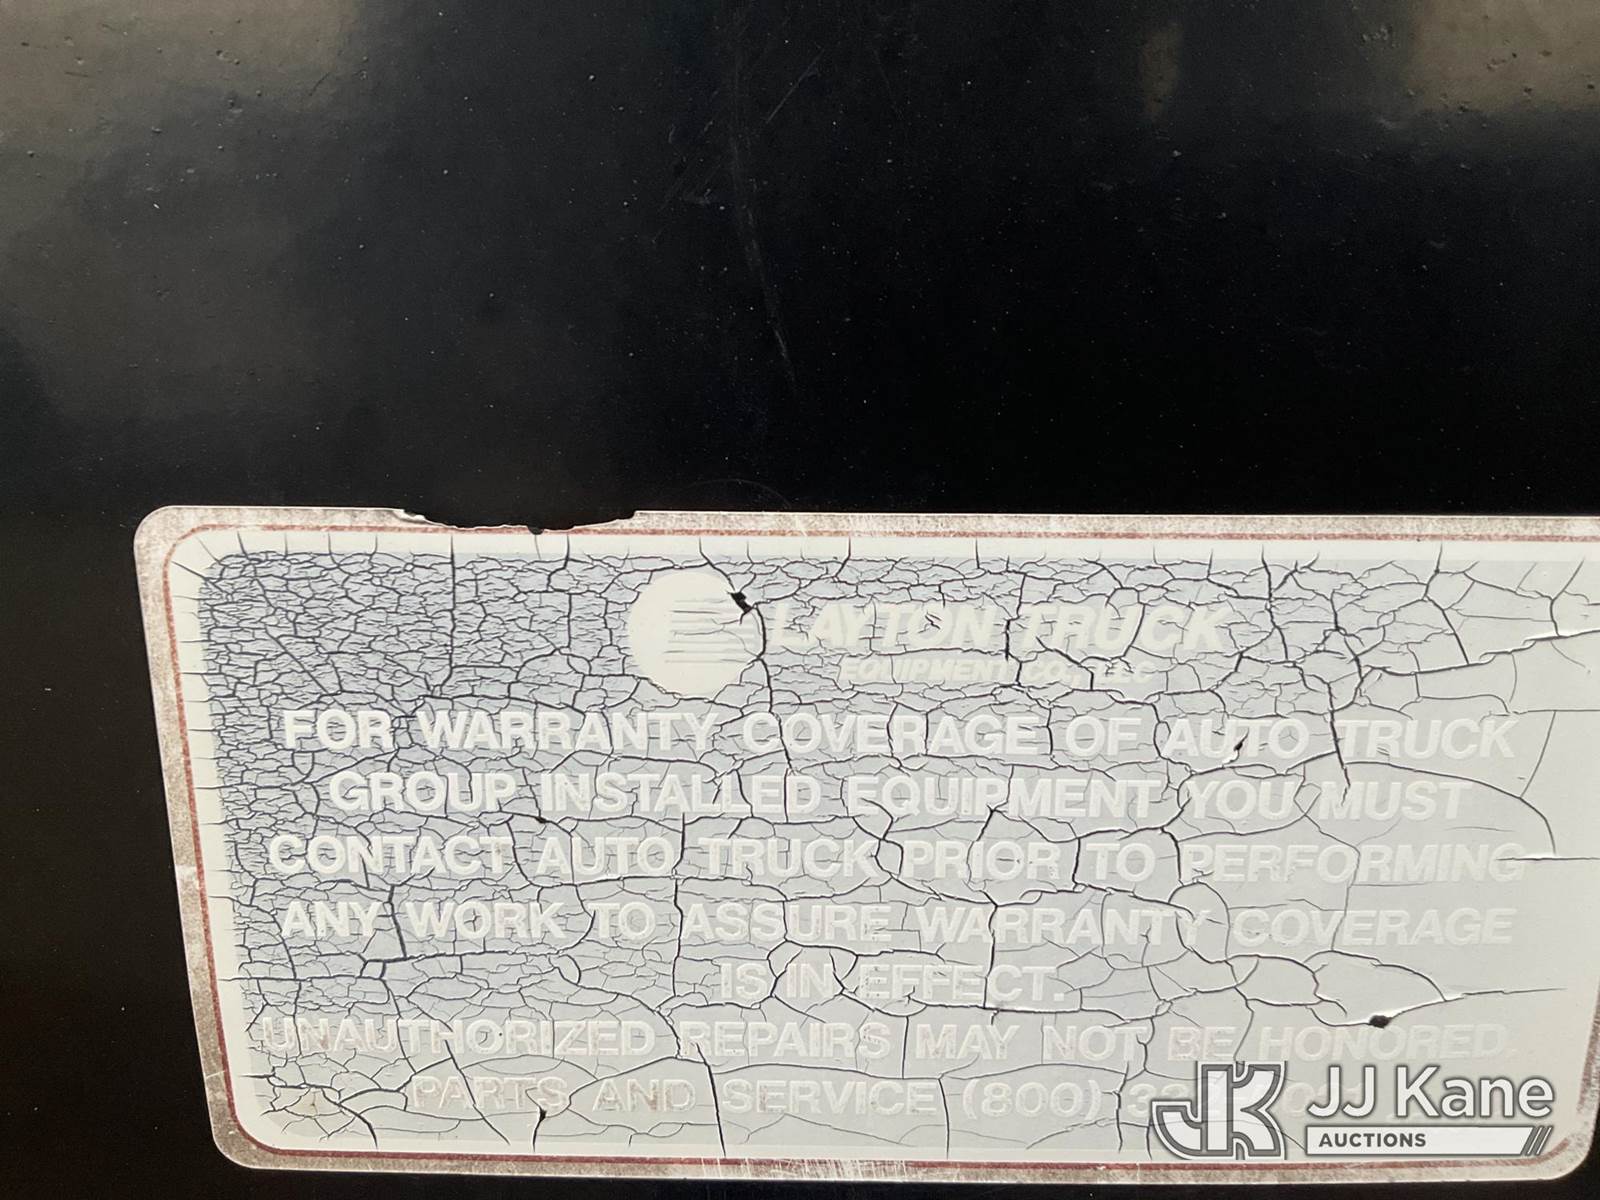 LAYTON TRUCK
EQUIPMENT CO., LLC
FOR WARRANTY COVERAGE OF AUTO TRUCK
GROUP INSTALLED EQUIPMENT YOU MUST
CONTACT AUTO TRUCK PRIOR TO PERFORMING
ANY WORK TO ASSURE WARRANTY COVERAGE
IS IN EFFECT.
UNAUTHORIZED REPAIRS MAY NOT BE HONORED.
PARTS AND SERVICE (800)
JK JJ Kane
AUCTIONS